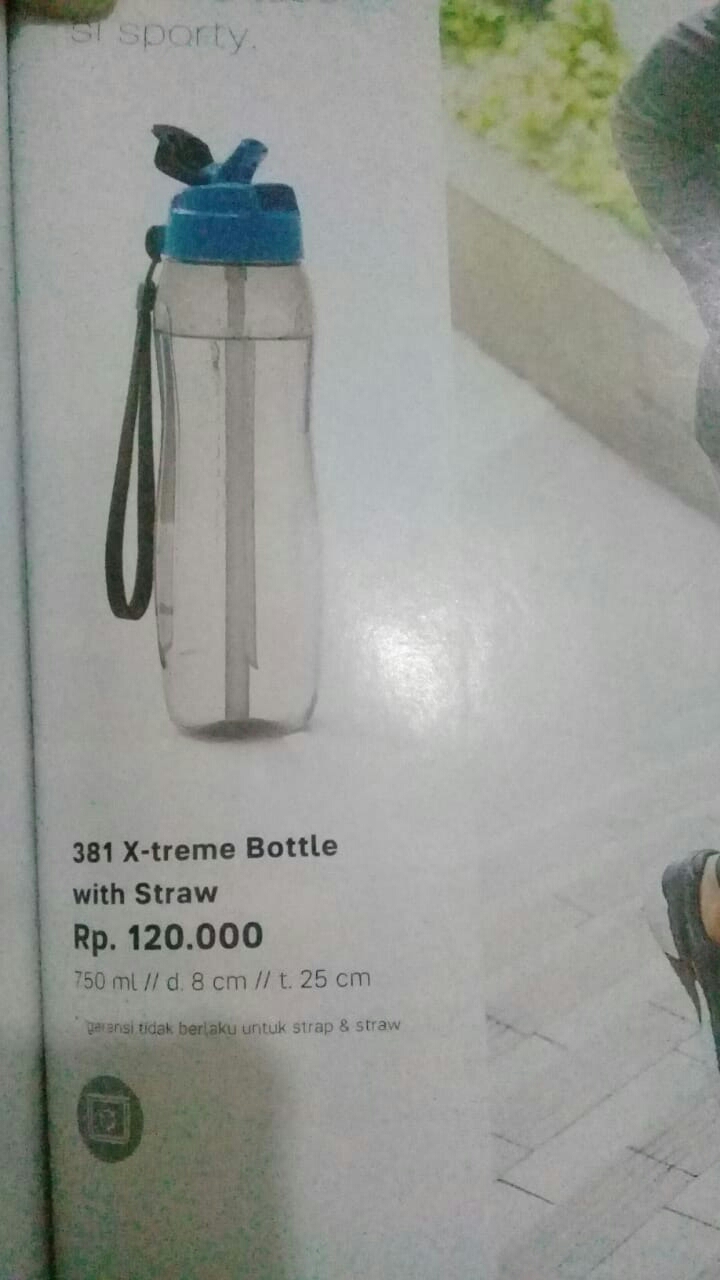 si sporty.
381 X-treme Bottle
with Straw
Rp. 120.000
750 ml // d. 8 cm // t. 25 cm
* garansi tidak berlaku untuk strap & straw